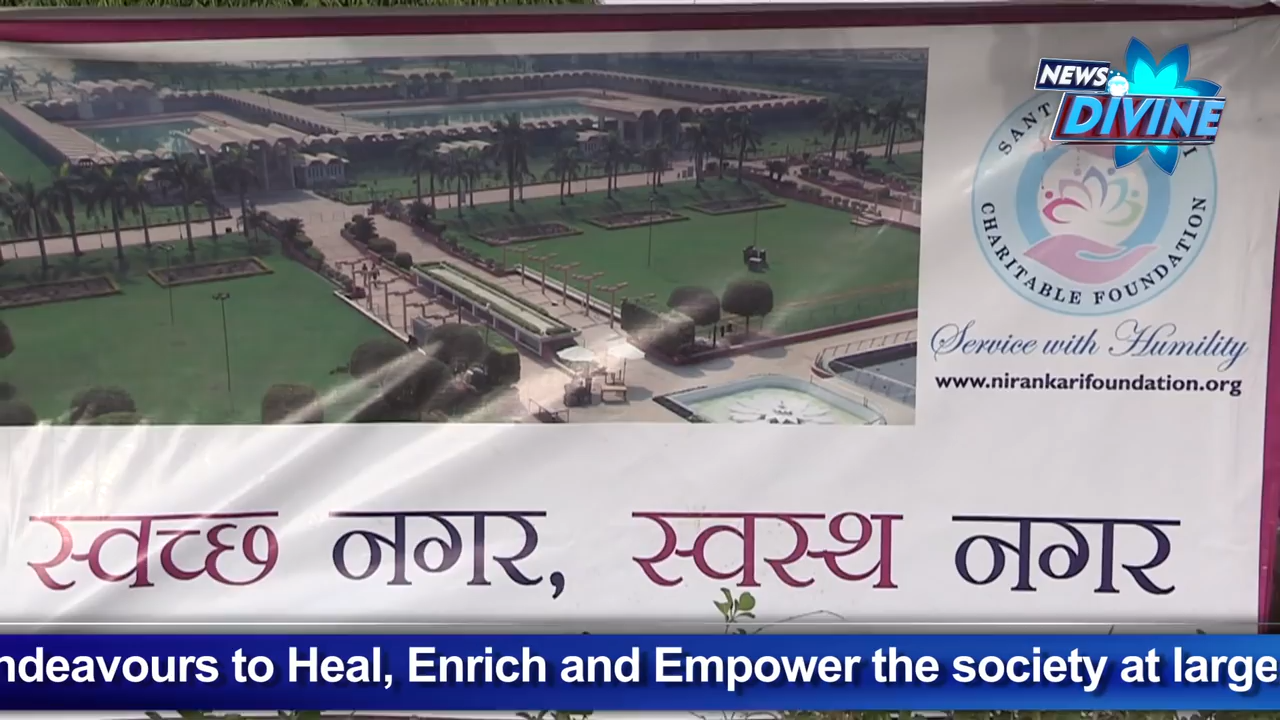 NEWS
DIVINE
SANT
CHARITABLE FOUNDATION
Service with Humility
www.nirankarifoundation.org
स्वच्छ नगर, स्वस्थ नगर
ndeavours to Heal, Enrich and Empower the society at large